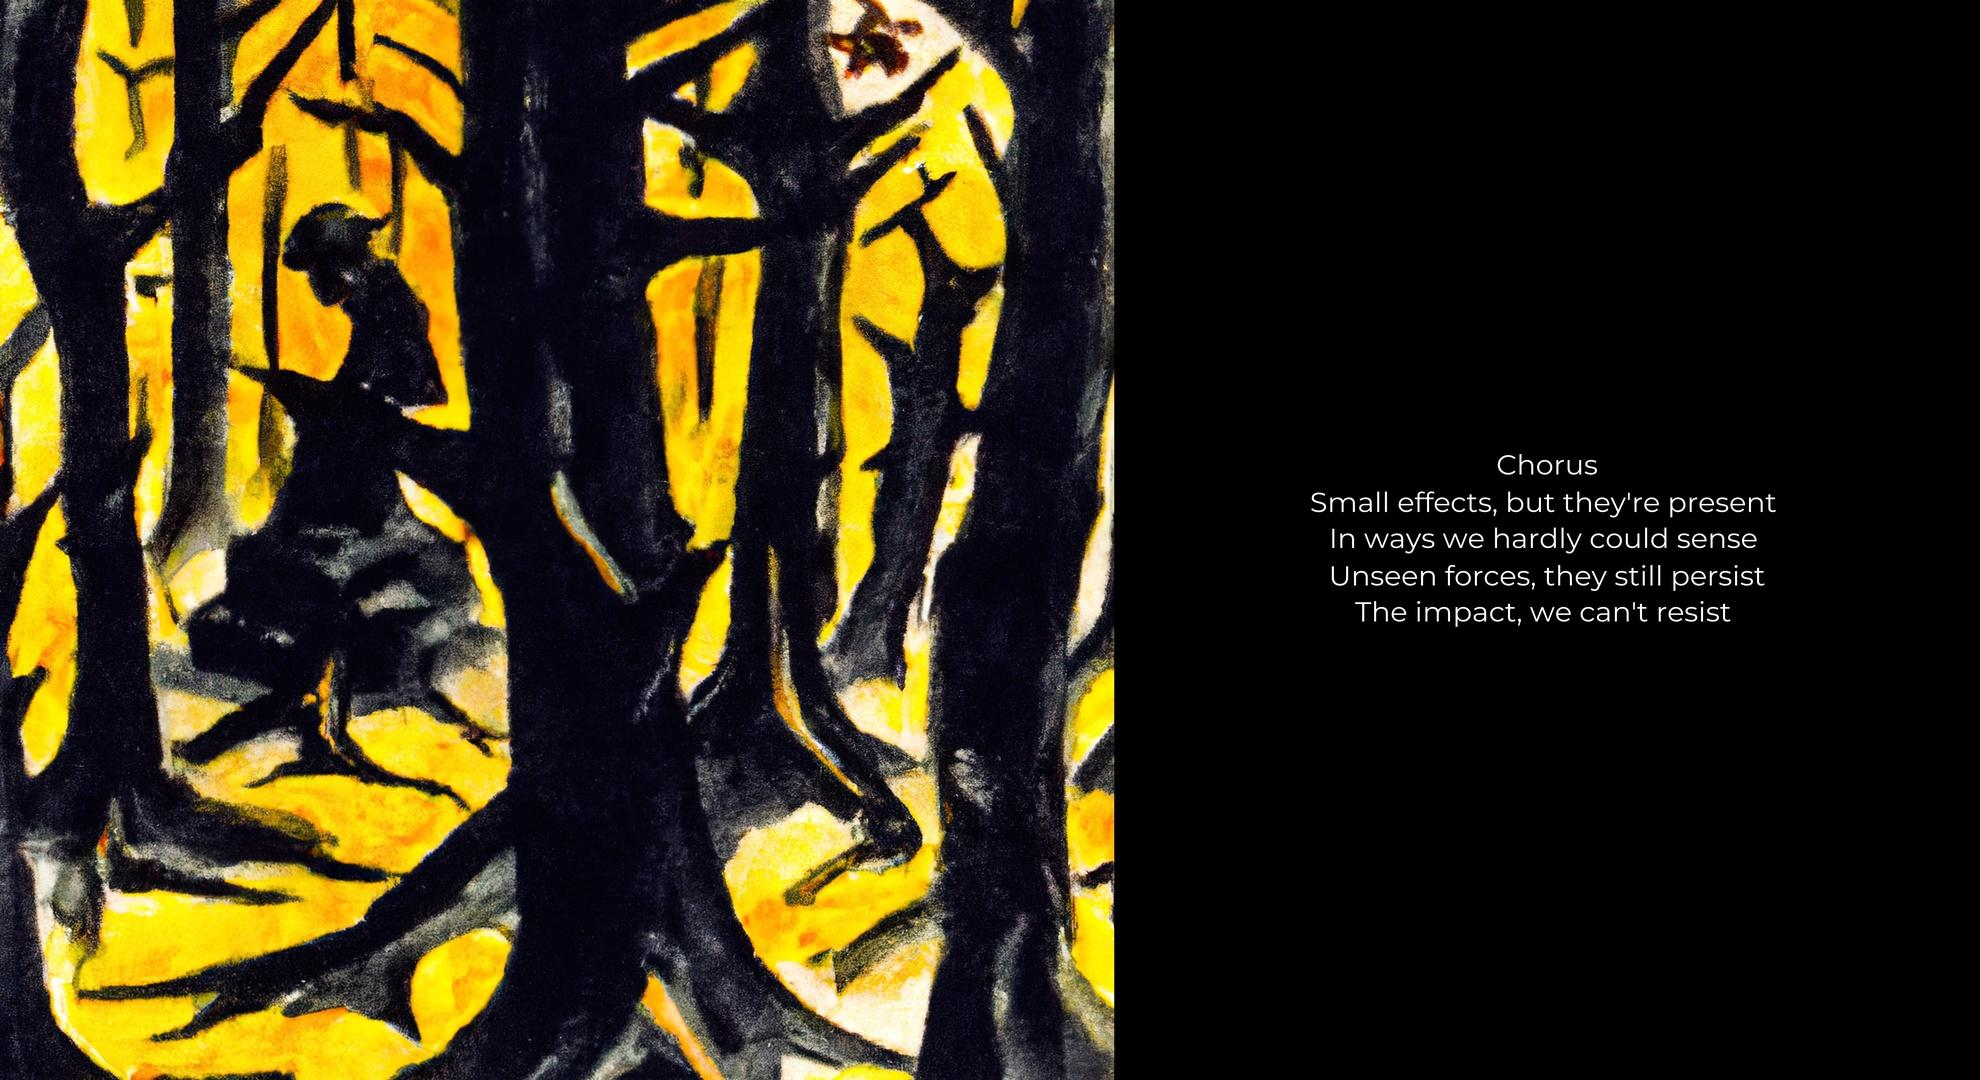 Chorus
Small effects, but they're present
In ways we hardly could sense
Unseen forces, they still persist
The impact, we can't resist